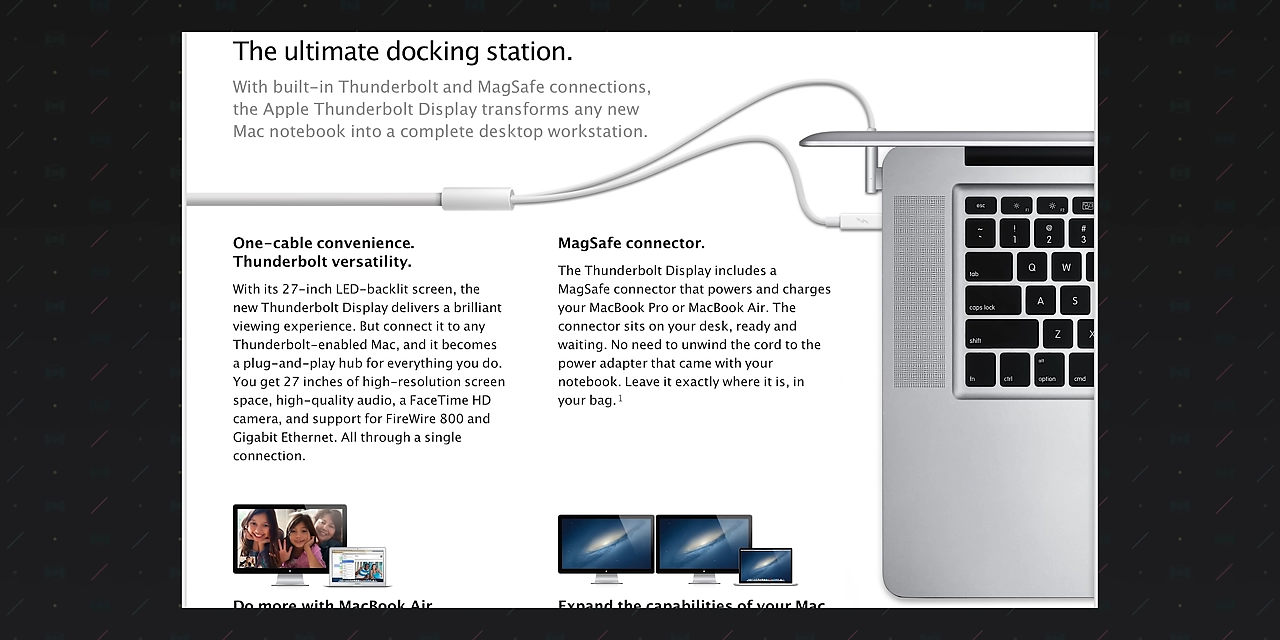 The ultimate docking station.
With built-in Thunderbolt and MagSafe connections,
the Apple Thunderbolt Display transforms any new
Mac notebook into a complete desktop workstation.
One-cable convenience.
Thunderbolt versatility.
With its 27-inch LED-backlit screen, the
new Thunderbolt Display delivers a brilliant
viewing experience. But connect it to any
Thunderbolt-enabled Mac, and it becomes
a plug-and-play hub for everything you do.
You get 27 inches of high-resolution screen
space, high-quality audio, a FaceTime HD
camera, and support for FireWire 800 and
Gigabit Ethernet. All through a single
connection.
MagSafe connector.
The Thunderbolt Display includes a
MagSafe connector that powers and charges
your MacBook Pro or MacBook Air. The
connector sits on your desk, ready and
waiting. No need to unwind the cord to the
power adapter that came with your
notebook. Leave it exactly where it is, in
your bag.1
esc F1 F2
~ ` ! 1 @ 2 # 3
tab Q W
caps lock A S
shift Z X
fn ctrl alt option cmd
Do more with MacBook Air
Expand the capabilities of your Mac